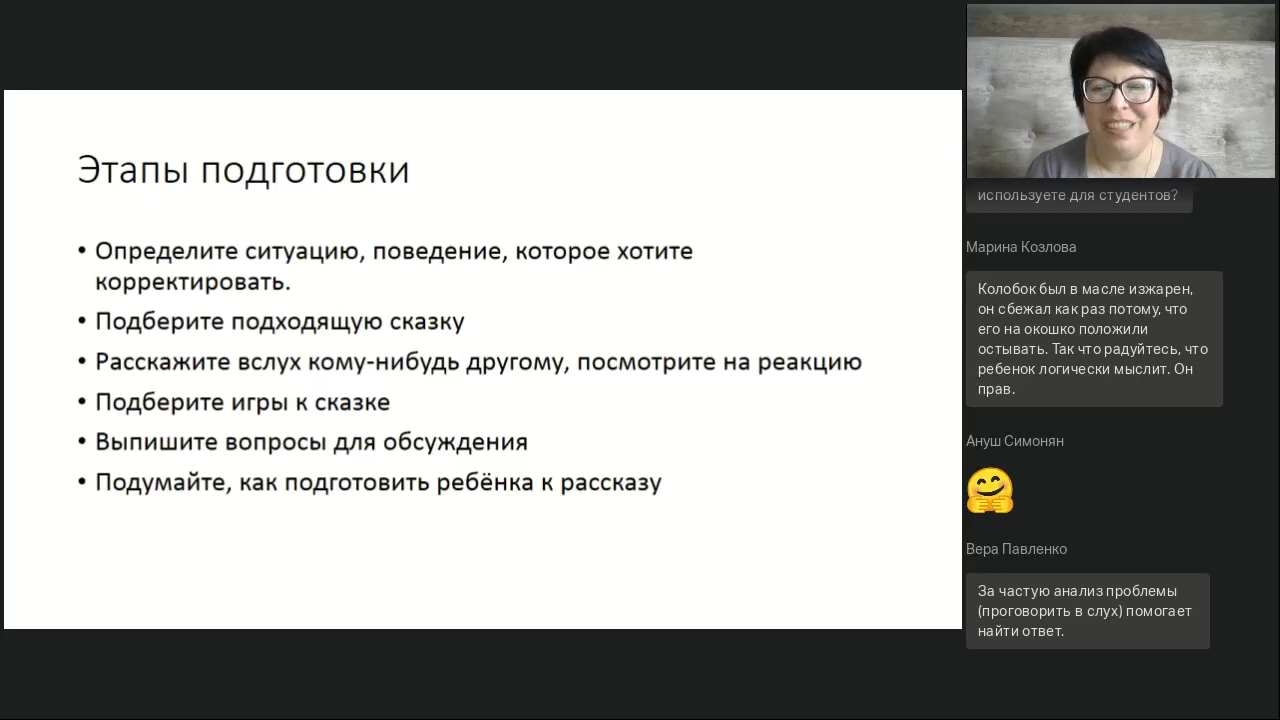 Этапы подготовки
• Определите ситуацию, поведение, которое хотите
корректировать.
• Подберите подходящую сказку
• Расскажите вслух кому-нибудь другому, посмотрите на реакцию
• Подберите игры к сказке
• Выпишите вопросы для обсуждения
• Подумайте, как подготовить ребёнка к рассказу
используете для студентов?
Марина Козлова
Колобок был в масле изжарен,
он сбежал как раз потому, что
его на окошко положили
остывать. Так что радуйтесь, что
ребенок логически мыслит. Он
прав.
Ануш Симонян
Вера Павленко
За частую анализ проблемы
(проговорить в слух) помогает
найти ответ.